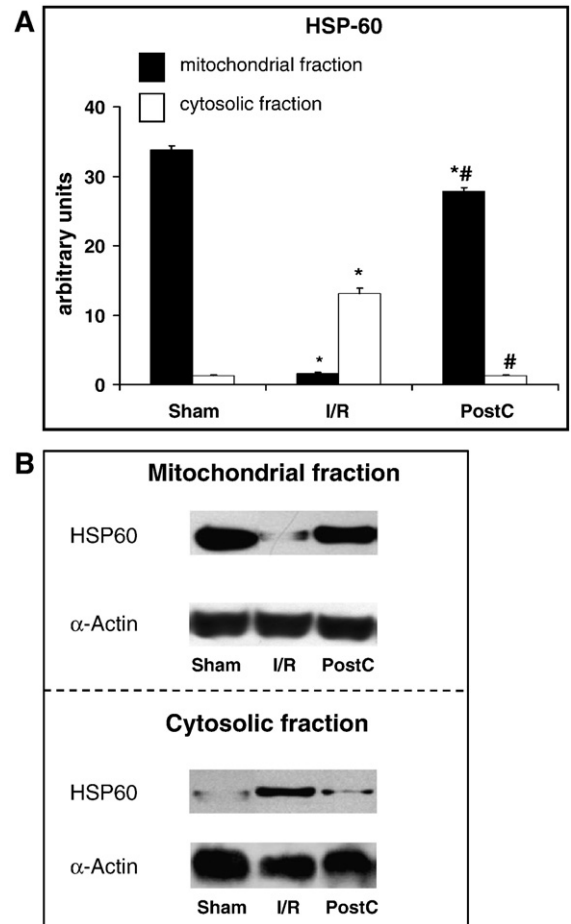 A
HSP-60
mitochondrial fraction
cytosolic fraction
arbitrary units
40
30
20
10
0
*
*
*#
#
Sham I/R PostC
B
Mitochondrial fraction
HSP60
α-Actin
Sham I/R PostC
Cytosolic fraction
HSP60
α-Actin
Sham I/R PostC